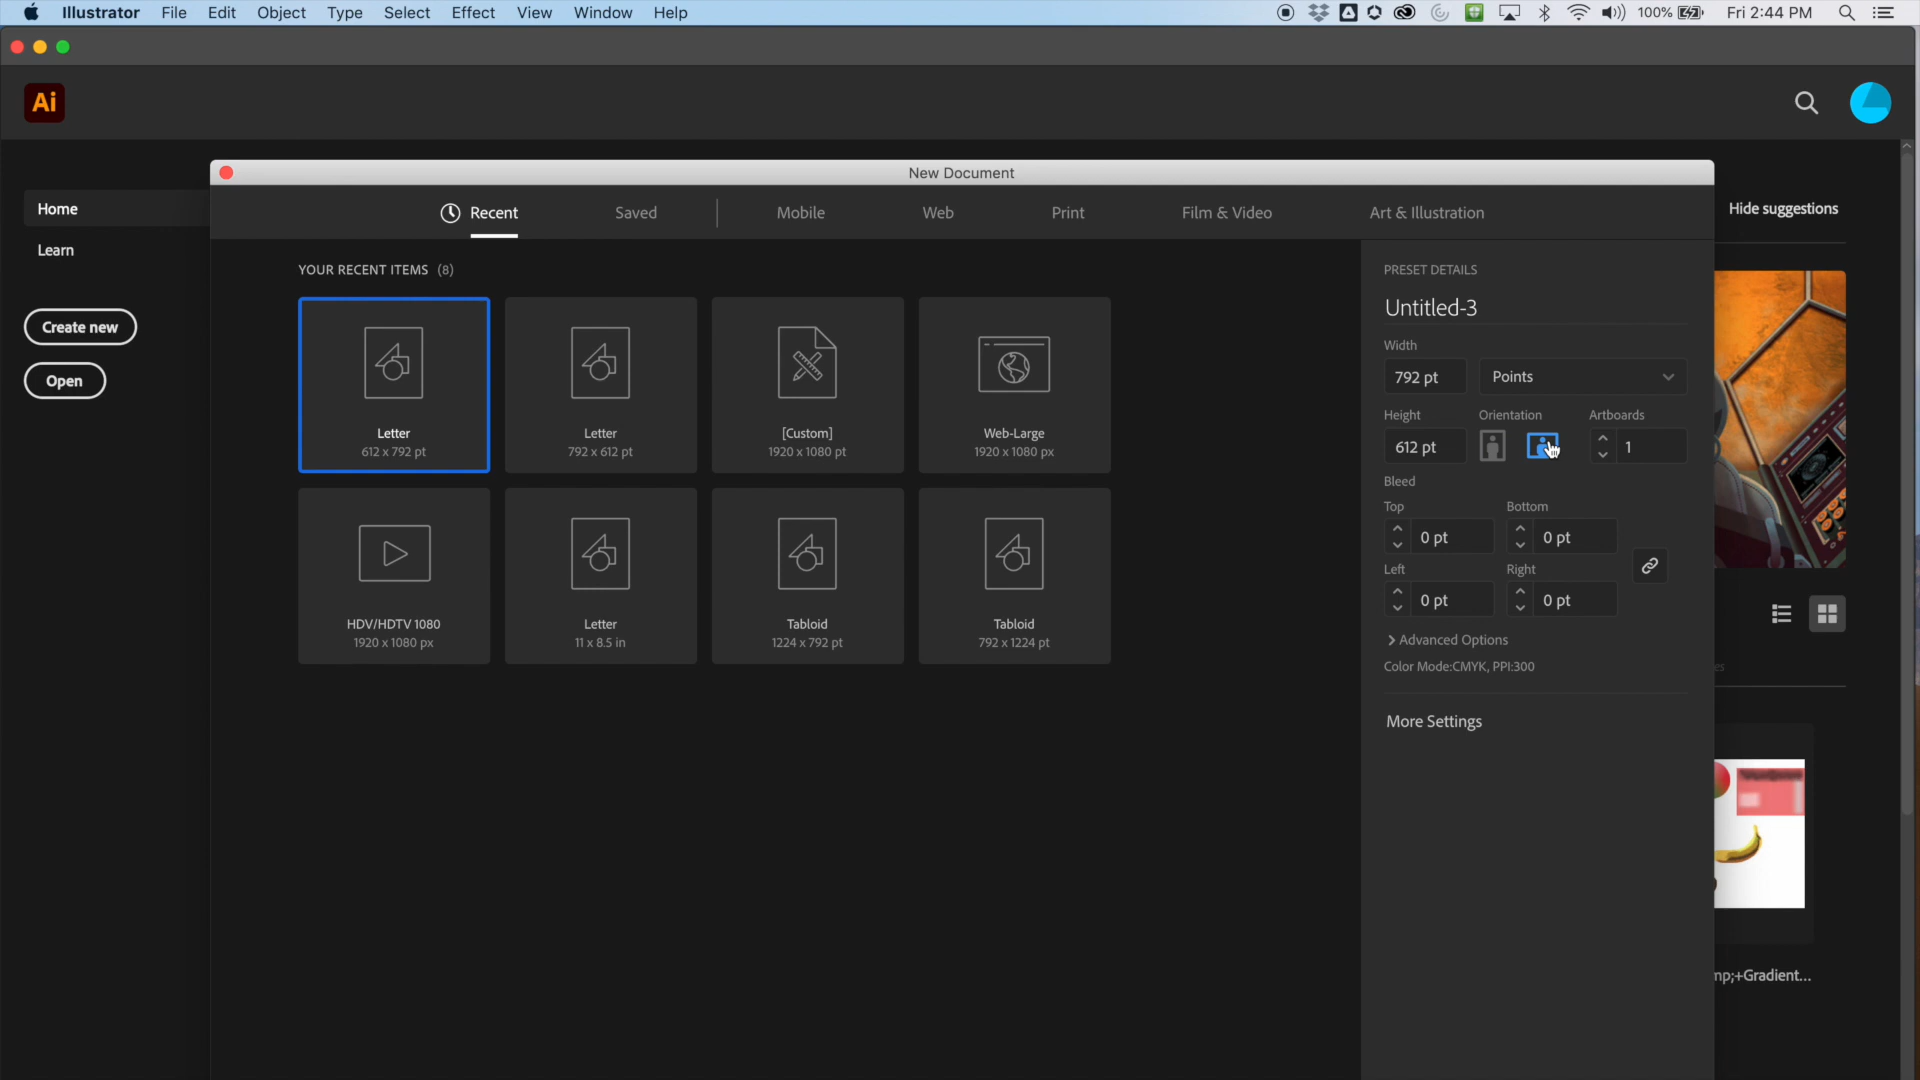 Illustrator File Edit Object Type Select Effect View Window Help 100% Fri 2:44 PM
Ai
New Document
Home
Learn
Create new
Open
Recent Saved Mobile Web Print Film & Video Art & Illustration
Hide suggestions
YOUR RECENT ITEMS (8)
Letter
612 x 792 pt
Letter
792 x 612 pt
[Custom]
1920 x 1080 pt
Web-Large
1920 x 1080 px
HDV/HDTV 1080
1920 x 1080 px
Letter
11 x 8.5 in
Tabloid
1224 x 792 pt
Tabloid
792 x 1224 pt
PRESET DETAILS
Untitled-3
Width
792 pt Points
Height Orientation Artboards
612 pt 1
Bleed
Top Bottom
0 pt 0 pt
Left Right
0 pt 0 pt
Advanced Options
Color Mode:CMYK, PPI:300
More Settings
mp;+Gradient...